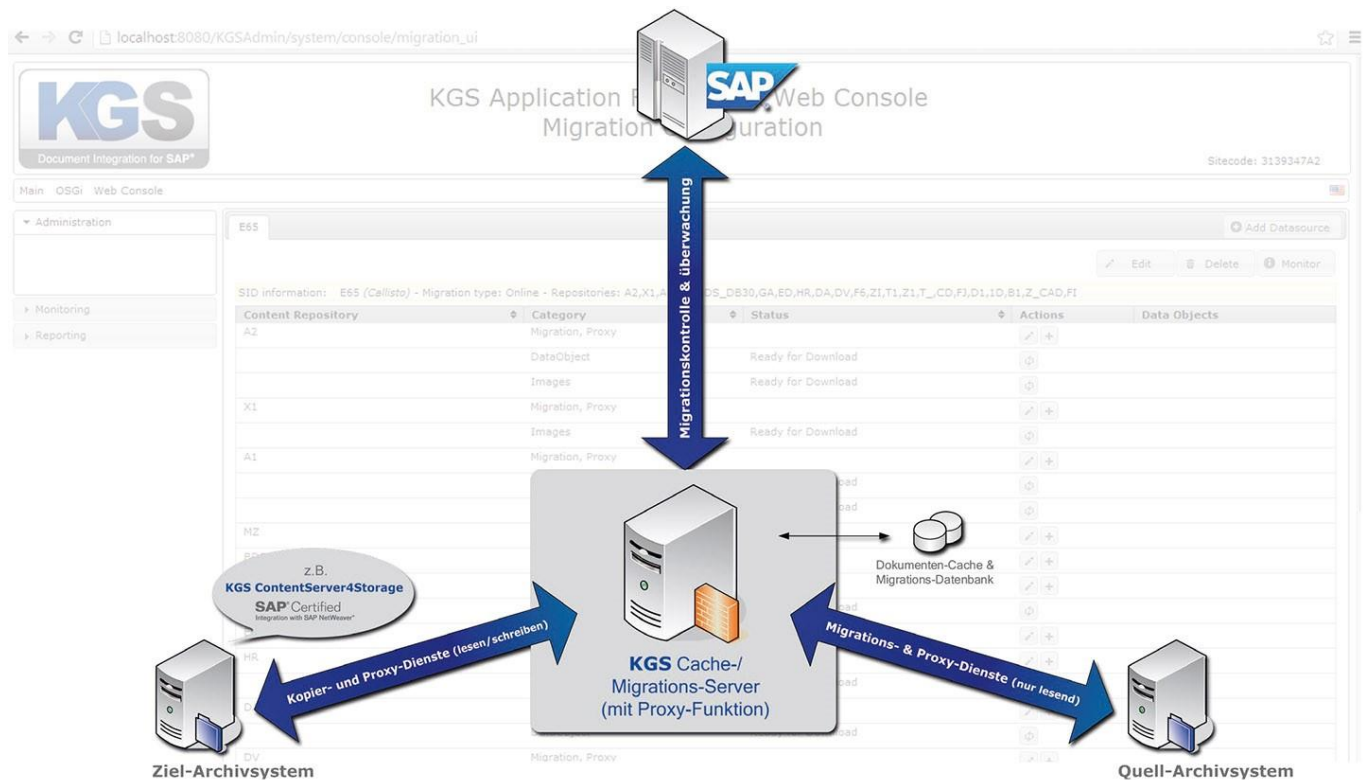 localhost:8080/KGSAdmin/system/console/migration_ui
SAP
KGS
Document Integration for SAP®
KGS Application Web Console
Migration
Sitecode: 3139347A2
Main OSGi Web Console
Administration
Monitoring
Reporting
E65
Add Datasource
Edit Delete Monitor
SID information: E65 (Callisto) - Migration type: Online - Repositories: A2,X1, DS_DB30,GA,ED,HR,DA,DV,F6,ZI,T1,Z1,T_,CD,FJ,D1,1O,B1,Z_CAD,FI
Content Repository Category Status Actions Data Objects
A2 Migration, Proxy
DataObject Ready for Download
Images Ready for Download
X1 Migration, Proxy
Images Ready for Download
A1 Migration, Proxy
MZ
HR
DV Migration, Proxy
Migrationskontrolle & überwachung
Dokumenten-Cache &
Migrations-Datenbank
z.B.
KGS ContentServer4Storage
SAP® Certified
Integration with SAP NetWeaver®
Kopier- und Proxy-Dienste (lesen/schreiben)
Migrations- & Proxy-Dienste (nur lesend)
KGS Cache-/
Migrations-Server
(mit Proxy-Funktion)
Ziel-Archivsystem
Quell-Archivsystem